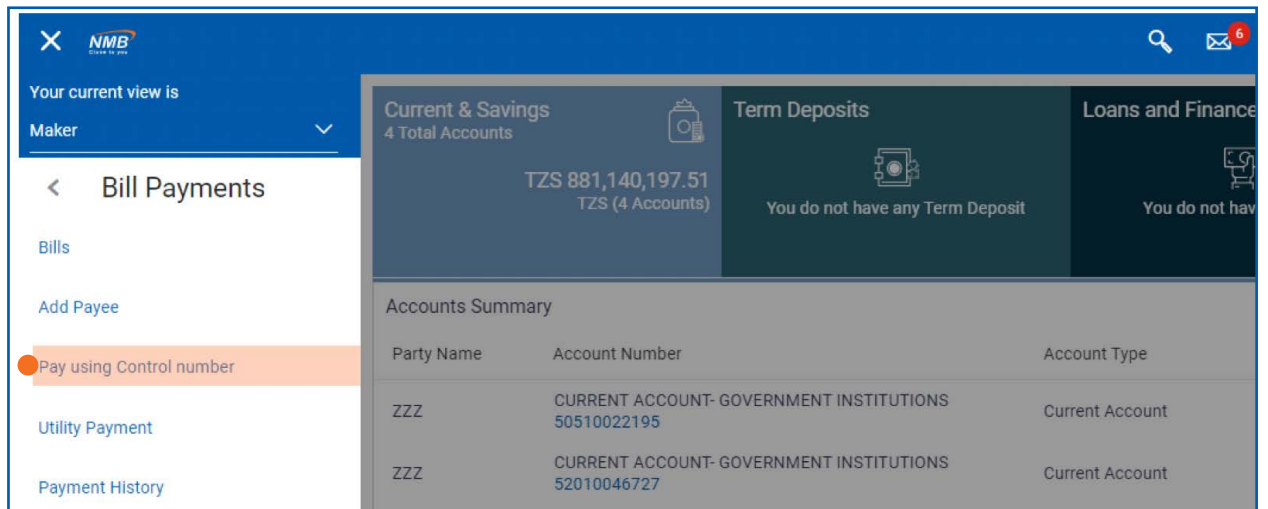 NMB
Close to you
6
Your current view is
Maker
Bill Payments
Bills
Add Payee
Pay using Control number
Utility Payment
Payment History
Current & Savings
4 Total Accounts
TZS 881,140,197.51
TZS (4 Accounts)
Term Deposits
You do not have any Term Deposit
Loans and Finance
You do not hav
Accounts Summary
Party Name Account Number Account Type
ZZZ CURRENT ACCOUNT- GOVERNMENT INSTITUTIONS Current Account
50510022195
ZZZ CURRENT ACCOUNT- GOVERNMENT INSTITUTIONS Current Account
52010046727